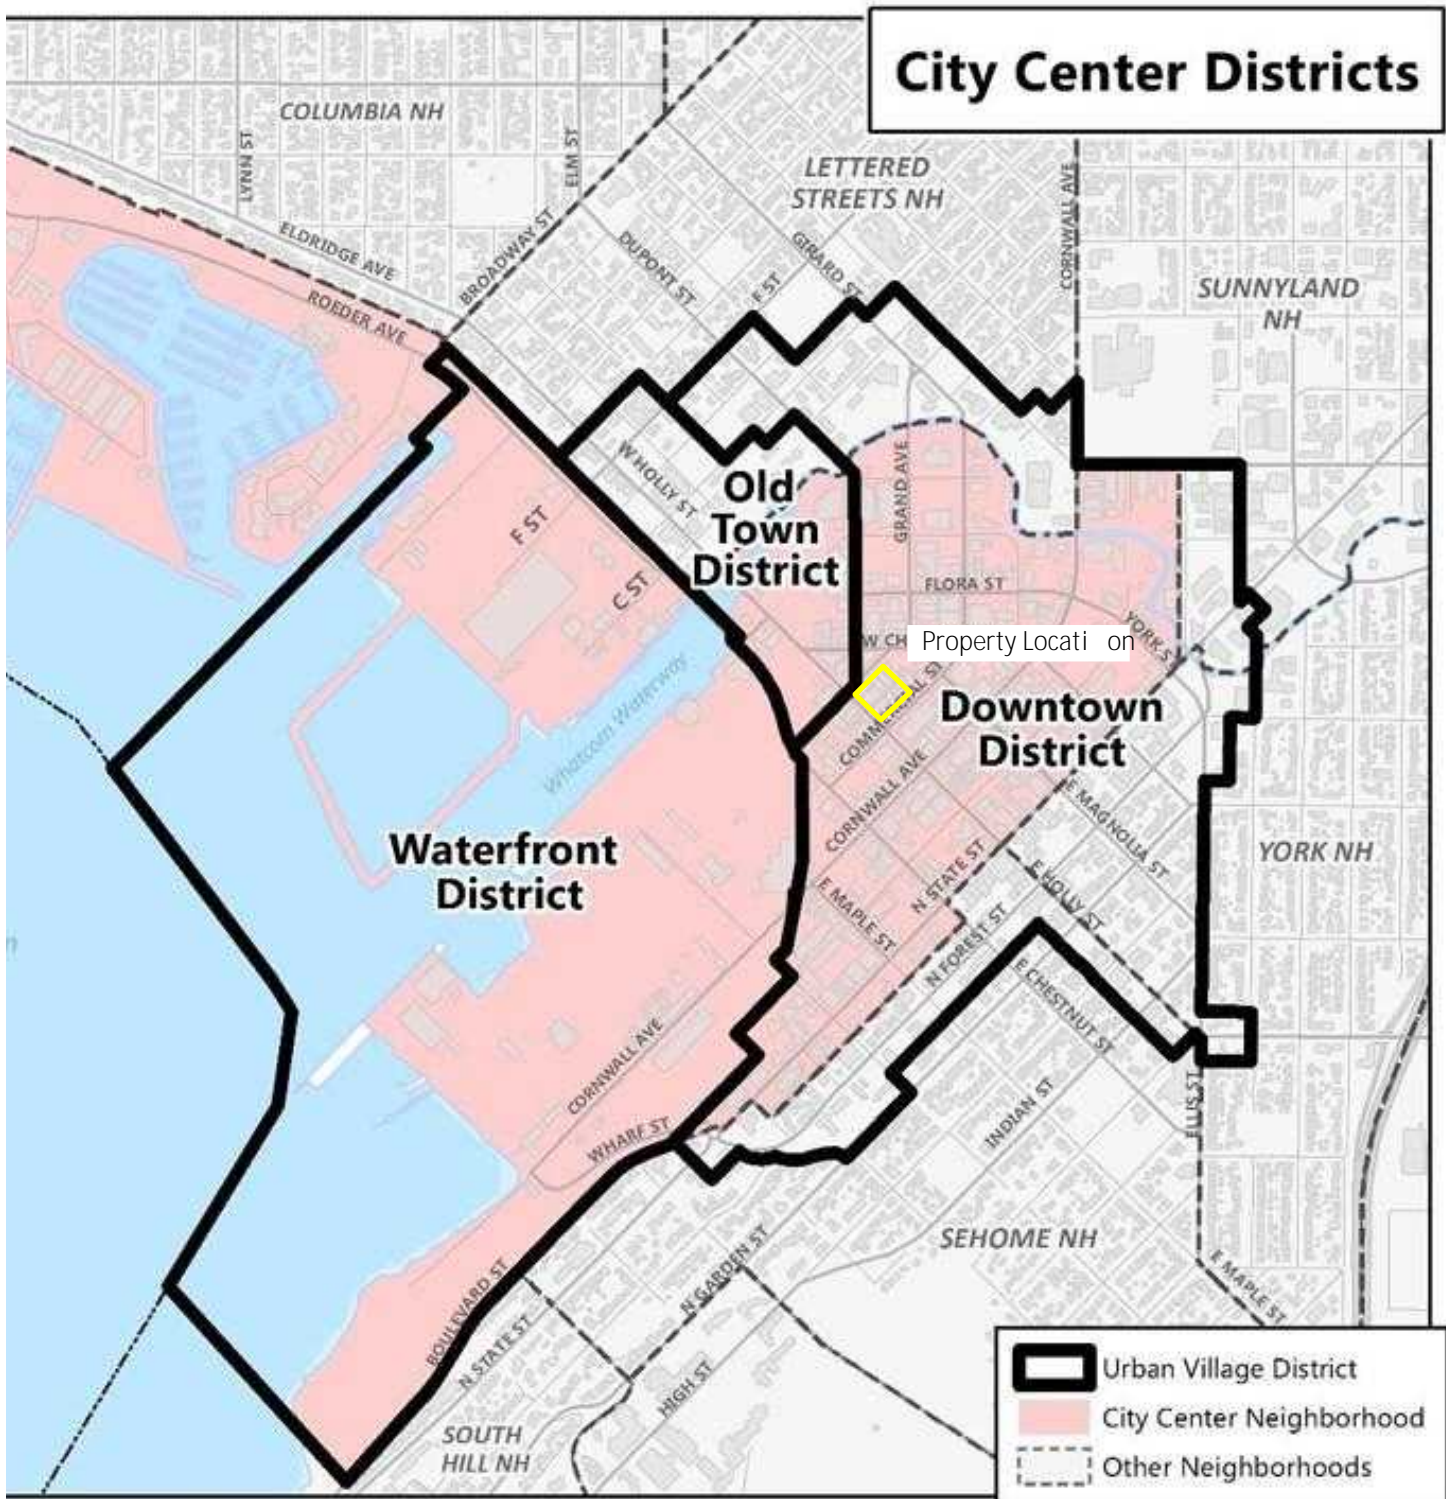 City Center Districts
COLUMBIA NH
LYNN ST
ELM ST
LETTERED
STREETS NH
CORNWALL AVE
ELDRIDGE AVE
BROADWAY ST
DUPONT ST
F ST
GIRARD ST
SUNNYLAND
NH
ROEDER AVE
W HOLLY ST
Old
Town
District
GRAND AVE
F ST
C ST
FLORA ST
YORK ST
W CH
Property Locati on
COMMERCIAL ST
Downtown
District
Whatcom Waterway
CORNWALL AVE
E MAGNOLIA ST
Waterfront
District
YORK NH
N STATE ST
E HOLLY ST
E MAPLE ST
N FOREST ST
E CHESTNUT ST
CORNWALL AVE
INDIAN ST
ELLIS ST
WHARF ST
SEHOME NH
N GARDEN ST
E MAPLE ST
BOULEVARD ST
N STATE ST
HIGH ST
SOUTH
HILL NH
Urban Village District
City Center Neighborhood
Other Neighborhoods